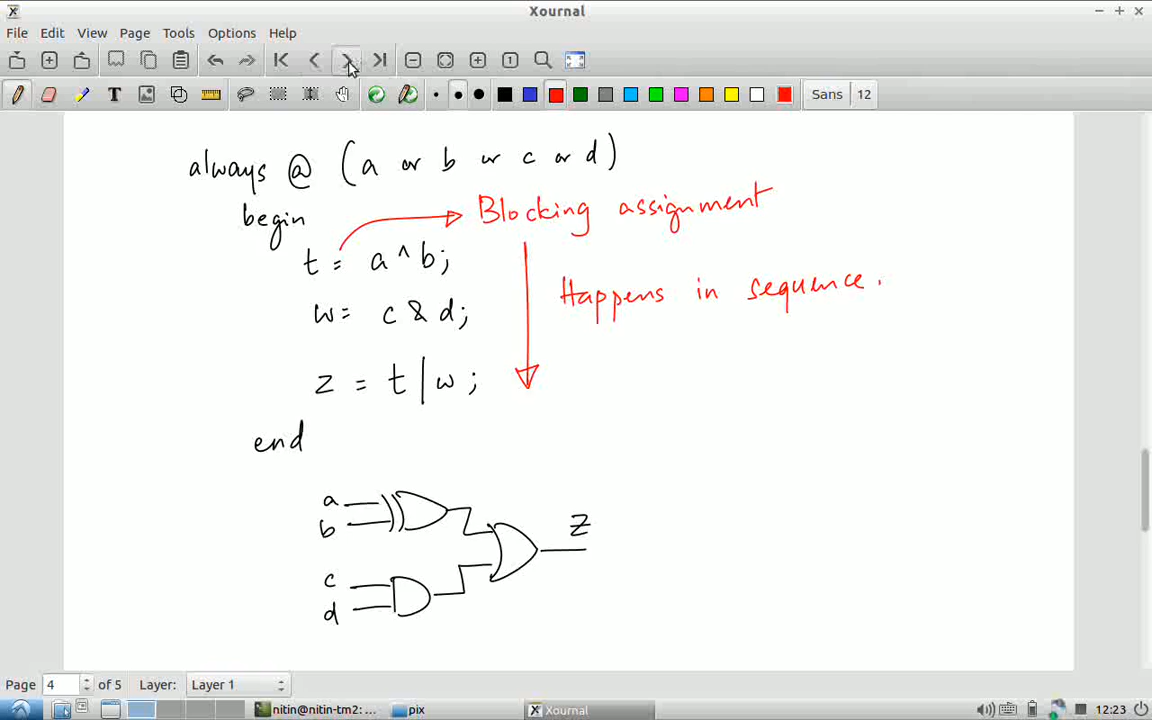 Xournal
File Edit View Page Tools Options Help
Sans 12
always @ (a or b or c or d)
begin
Blocking assignment
t = a ^ b;
Happens in sequence.
w = c & d;
z = t | w ;
end
a
b
z
c
d
Page 4 of 5 Layer: Layer 1
nitin@nitin-tm2: ... pix Xournal 12:23